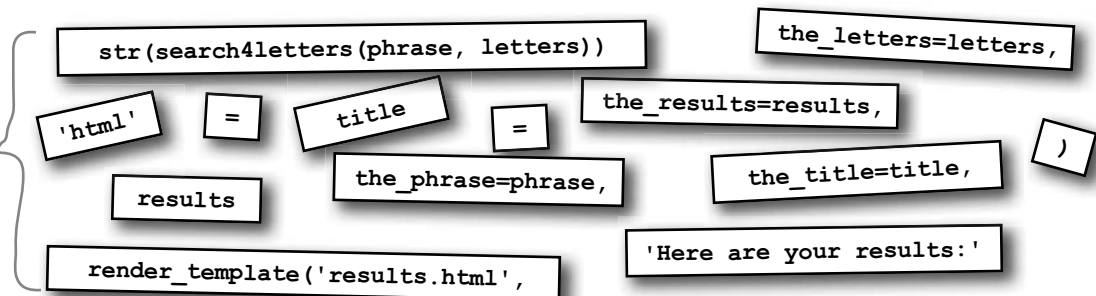 str(search4letters(phrase, letters))
the_letters=letters,
'html'
=
title
=
the_results=results,
)
results
the_phrase=phrase,
the_title=title,
render_template('results.html',
'Here are your results:'